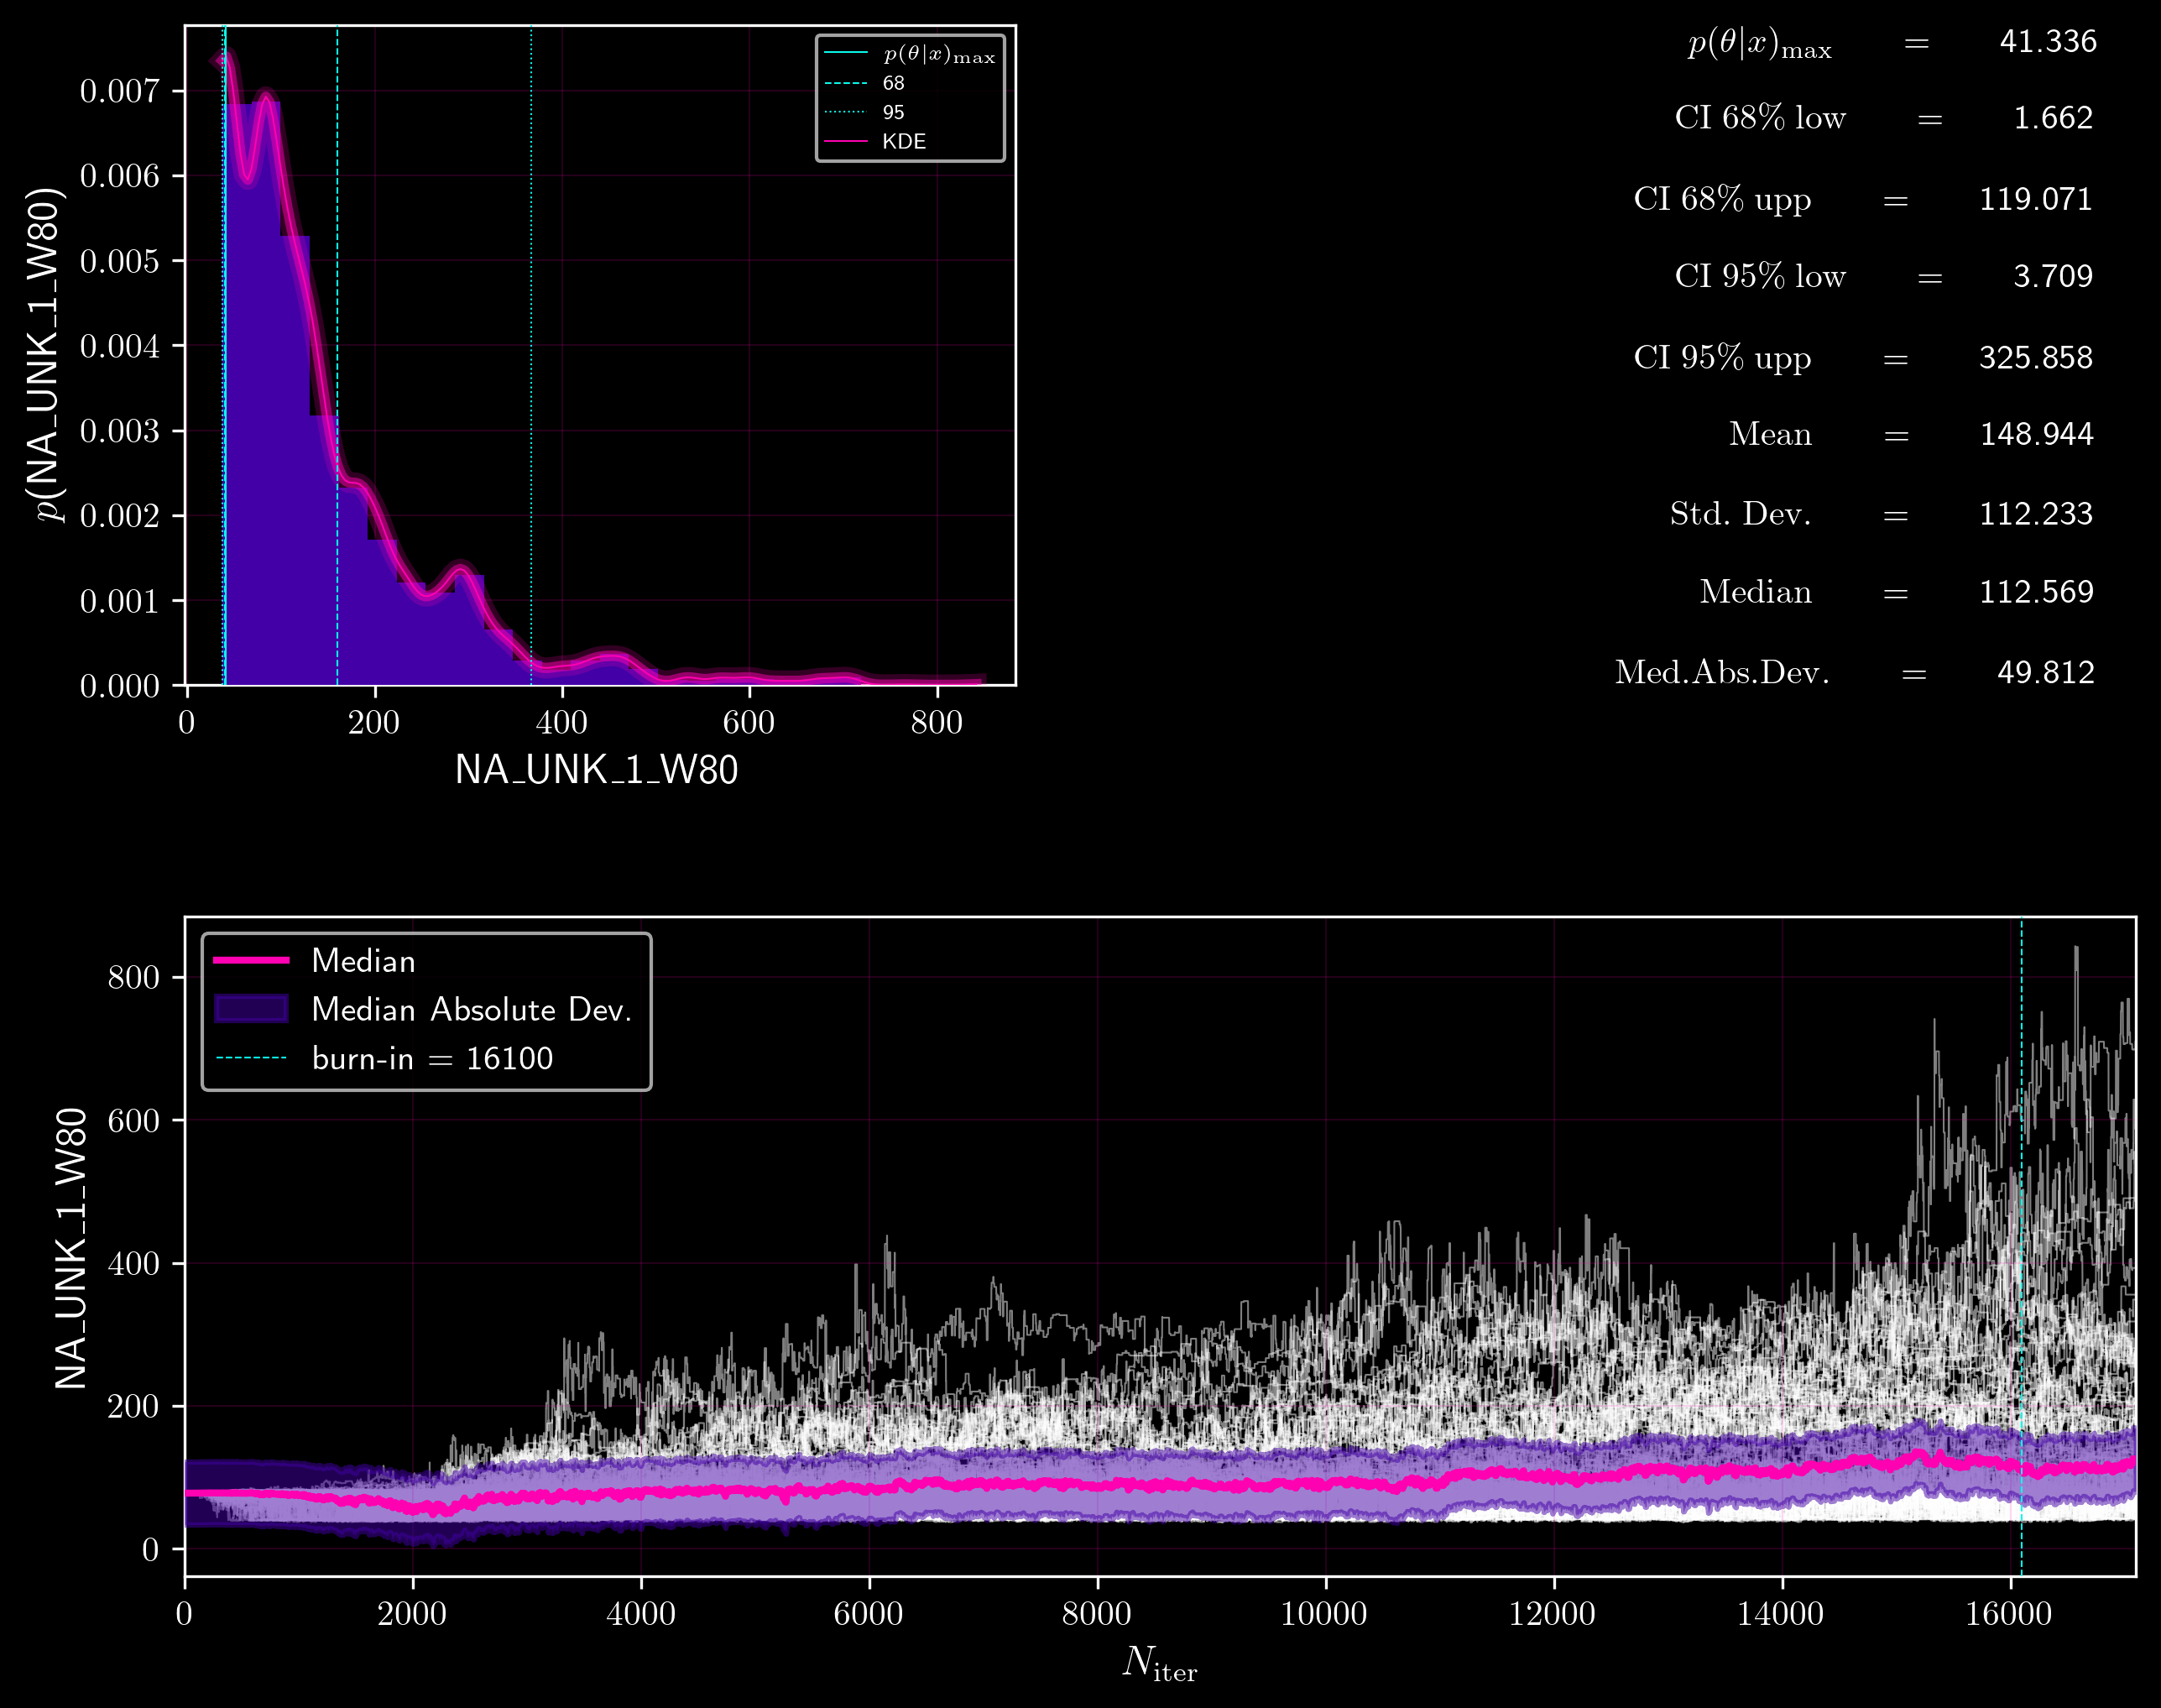 p(θ|x)max
68
95
KDE
0.007
0.006
0.005
0.004
0.003
0.002
0.001
0.000
p(NA_UNK_1_W80)
0 200 400 600 800
NA_UNK_1_W80
p(θ|x)max = 41.336
CI 68% low = 1.662
CI 68% upp = 119.071
CI 95% low = 3.709
CI 95% upp = 325.858
Mean = 148.944
Std. Dev. = 112.233
Median = 112.569
Med.Abs.Dev. = 49.812
Median
Median Absolute Dev.
burn-in = 16100
800
600
400
200
0
NA_UNK_1_W80
0 2000 4000 6000 8000 10000 12000 14000 16000
Niter